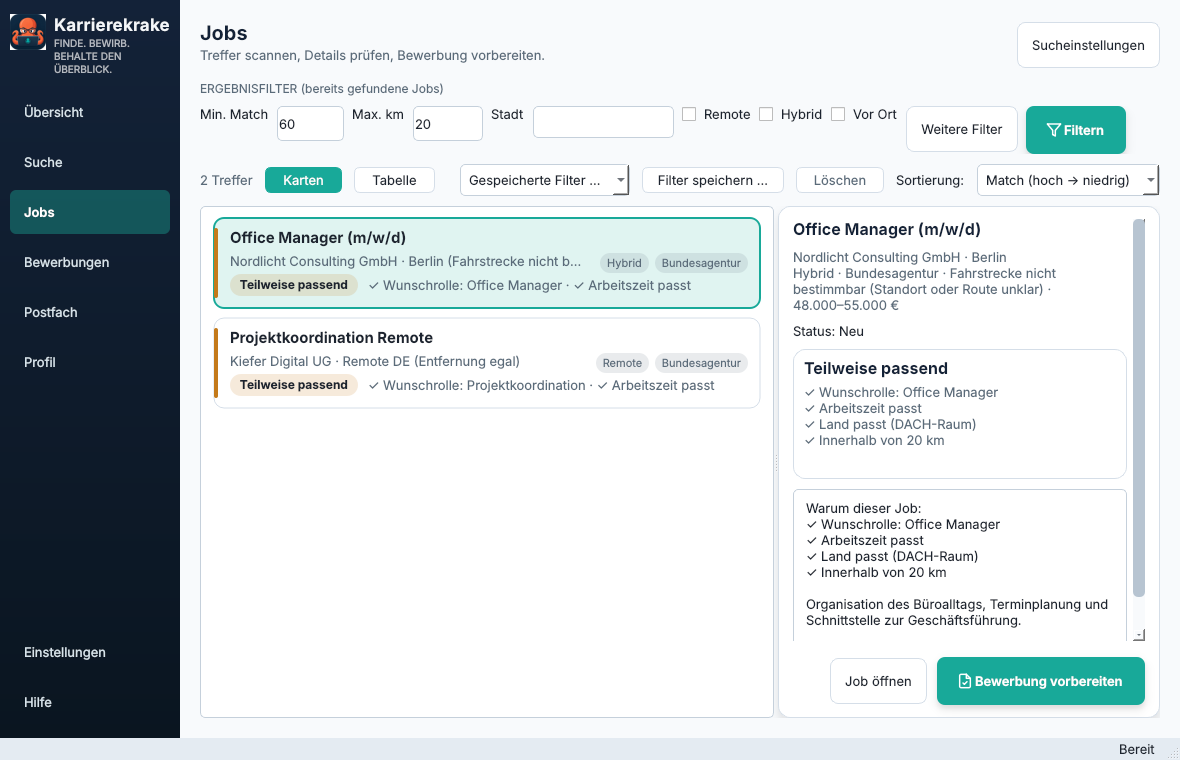 Karrierekrake
FINDE. BEWIRB.
BEHALTE DEN
ÜBERBLICK.
Übersicht
Suche
Jobs
Bewerbungen
Postfach
Profil
Einstellungen
Hilfe
Jobs
Treffer scannen, Details prüfen, Bewerbung vorbereiten.
Sucheinstellungen
ERGEBNISFILTER (bereits gefundene Jobs)
Min. Match 60 Max. km 20 Stadt Remote Hybrid Vor Ort Weitere Filter Filtern
2 Treffer Karten Tabelle Gespeicherte Filter ... Filter speichern ... Löschen Sortierung: Match (hoch → niedrig)
Office Manager (m/w/d)
Nordlicht Consulting GmbH · Berlin (Fahrstrecke nicht b... Hybrid Bundesagentur
Teilweise passend ✓ Wunschrolle: Office Manager · ✓ Arbeitszeit passt
Projektkoordination Remote
Kiefer Digital UG · Remote DE (Entfernung egal) Remote Bundesagentur
Teilweise passend ✓ Wunschrolle: Projektkoordination · ✓ Arbeitszeit passt
Office Manager (m/w/d)
Nordlicht Consulting GmbH · Berlin
Hybrid · Bundesagentur · Fahrstrecke nicht
bestimmbar (Standort oder Route unklar) ·
48.000–55.000 €
Status: Neu
Teilweise passend
✓ Wunschrolle: Office Manager
✓ Arbeitszeit passt
✓ Land passt (DACH-Raum)
✓ Innerhalb von 20 km
Warum dieser Job:
✓ Wunschrolle: Office Manager
✓ Arbeitszeit passt
✓ Land passt (DACH-Raum)
✓ Innerhalb von 20 km
Organisation des Büroalltags, Terminplanung und
Schnittstelle zur Geschäftsführung.
Job öffnen
Bewerbung vorbereiten
Bereit